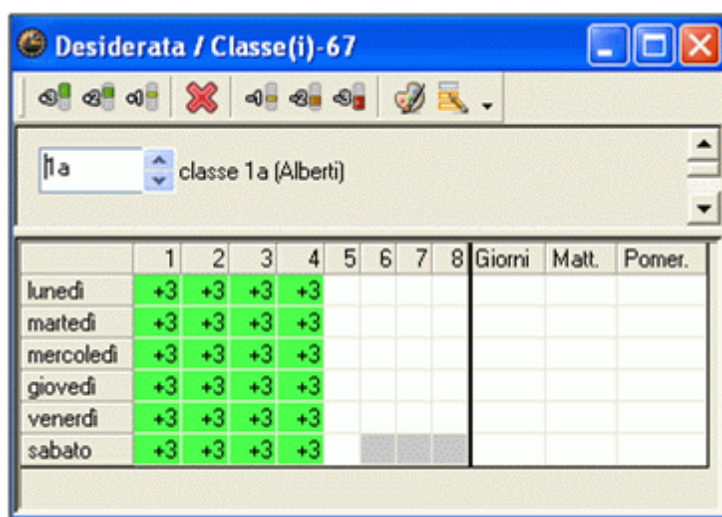 Desiderata / Classe(i)-67
1a classe 1a (Alberti)
1 2 3 4 5 6 7 8 Giorni Matt. Pomer.
lunedì +3 +3 +3 +3
martedì +3 +3 +3 +3
mercoledì +3 +3 +3 +3
giovedì +3 +3 +3 +3
venerdì +3 +3 +3 +3
sabato +3 +3 +3 +3